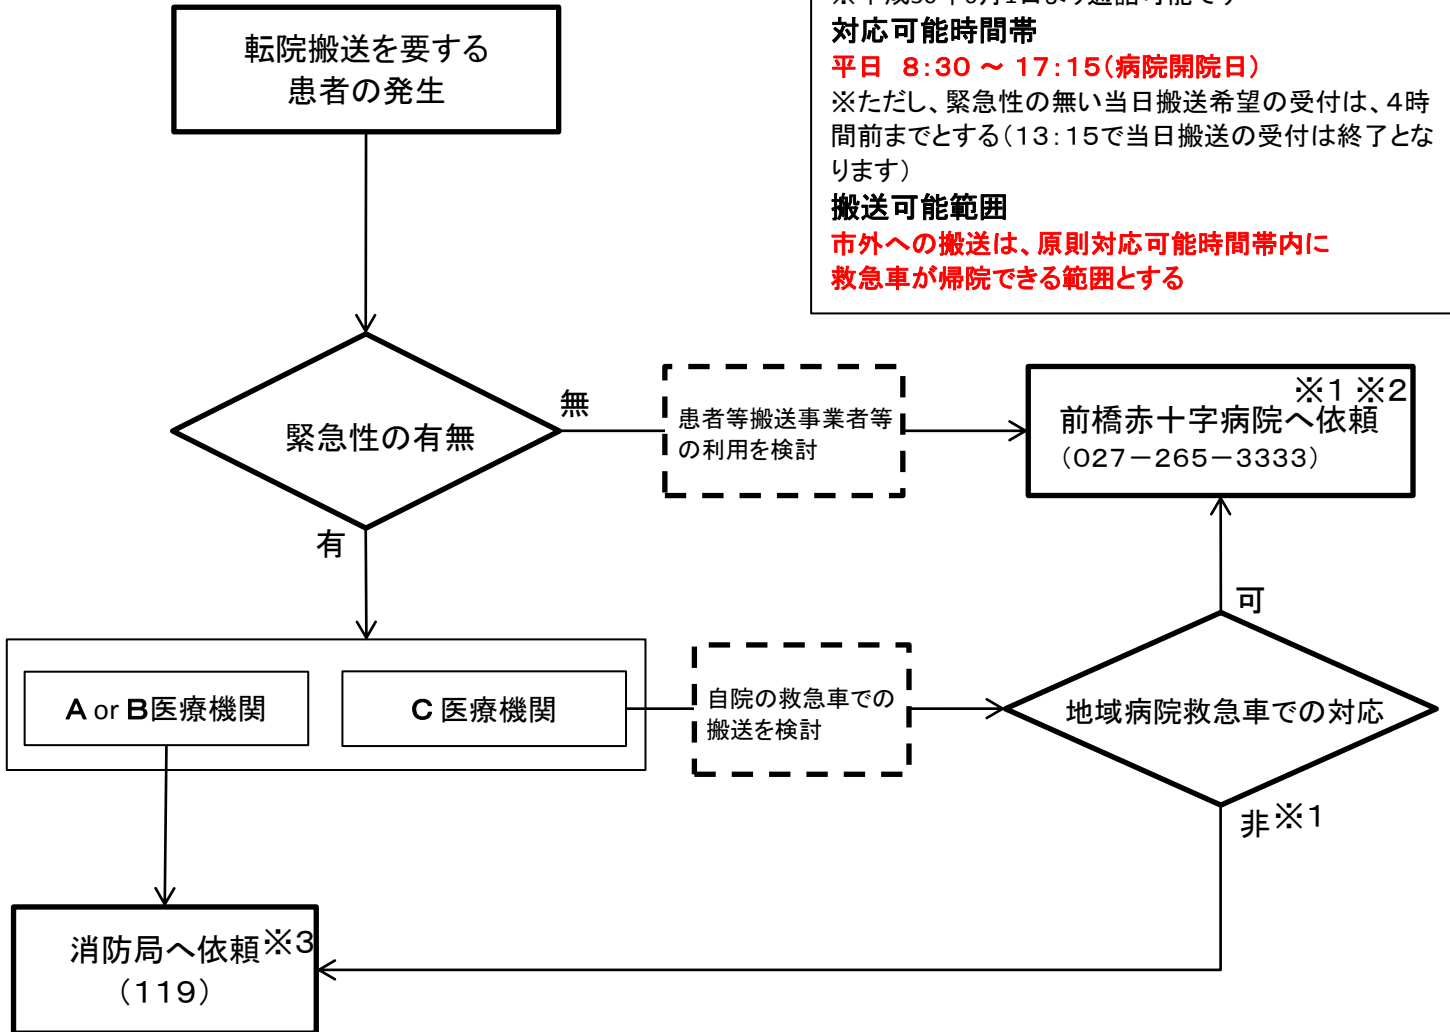 転院搬送を要する
患者の発生
対応可能時間帯
平日 8:30 ～ 17:15(病院開院日)
※ただし、緊急性の無い当日搬送希望の受付は、4時
間前までとする(13:15で当日搬送の受付は終了とな
ります)
搬送可能範囲
市外への搬送は、原則対応可能時間帯内に
救急車が帰院できる範囲とする
緊急性の有無
無
患者等搬送事業者等
の利用を検討
※1 ※2
前橋赤十字病院へ依頼
(027-265-3333)
有
可
A or B医療機関
C 医療機関
自院の救急車での
搬送を検討
地域病院救急車での対応
非※1
消防局へ依頼※3
(119)